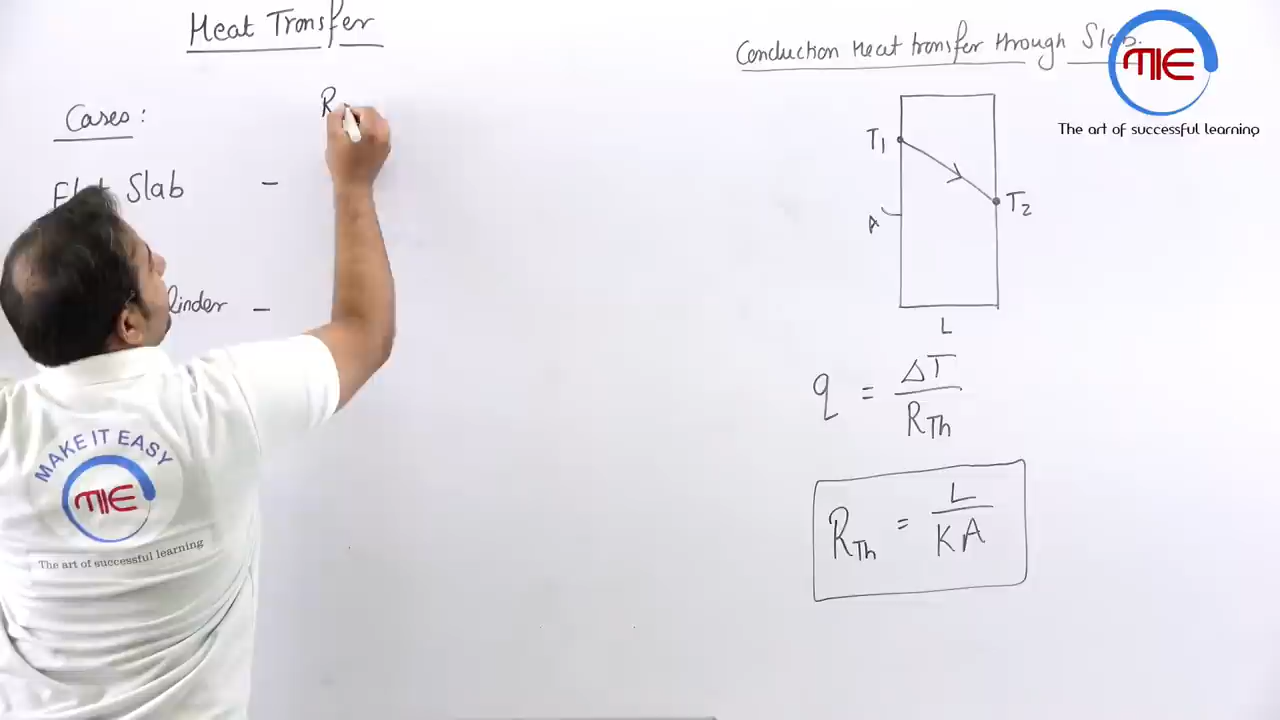 Heat Transfer
Cases :
R
Slab -
-
Conduction Heat transfer through Slab.
T1
T2
A
L
q = ΔT / RTh
RTh = L / KA
MIE
The art of successful learning
MAKE IT EASY
MIE
The art of successful learning